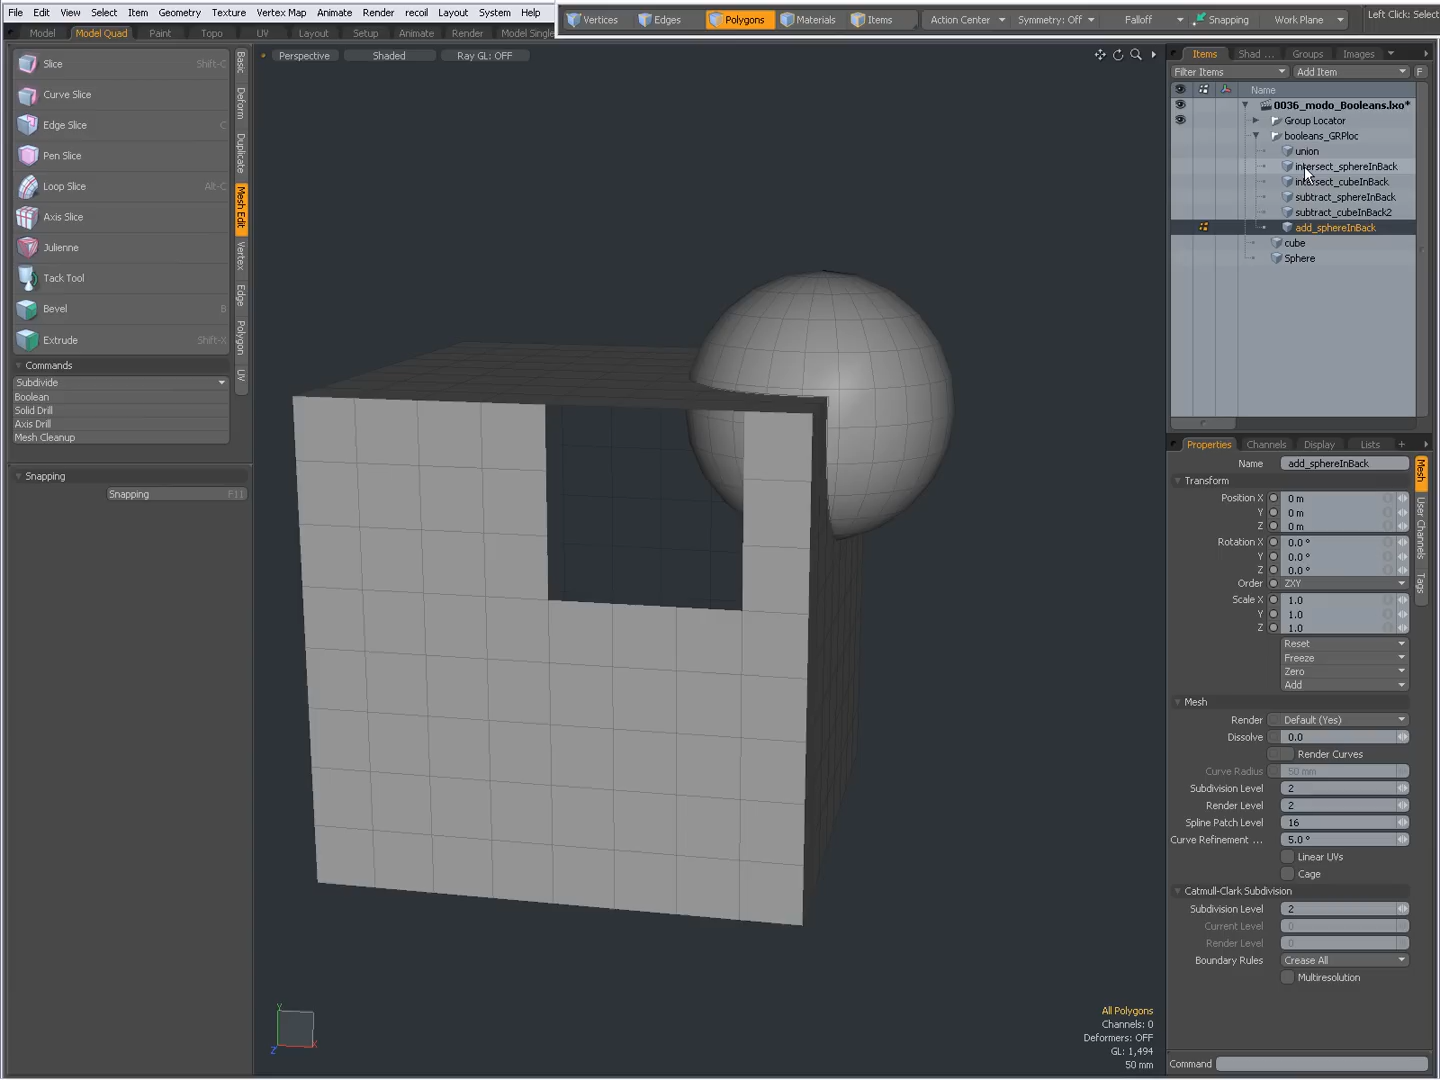 File Edit View Select Item Geometry Texture Vertex Map Animate Render recoil Layout System Help
Vertices Edges Polygons Materials Items Action Center Symmetry: Off Falloff Snapping Work Plane Left Click: Select
Model Model Quad Paint Topo UV Layout Setup Animate Render Model Single
Slice Shift-C
Curve Slice
Edge Slice C
Pen Slice
Loop Slice Alt-C
Axis Slice
Julienne
Tack Tool
Bevel B
Extrude Shift-X
Commands
Subdivide
Boolean
Solid Drill
Axis Drill
Mesh Cleanup
Snapping
Snapping F11
Basic
Deform
Duplicate
Mesh Edit
Vertex
Edge
Polygon
UV
Perspective Shaded Ray GL: OFF
Y
Z
X
All Polygons
Channels: 0
Deformers: OFF
GL: 1,494
50 mm
Items Shad ... Groups Images
Filter Items Add Item F
Name
0036_modo_Booleans.lxo*
Group Locator
booleans_GRPloc
union
intersect_sphereInBack
intersect_cubeInBack
subtract_sphereInBack
subtract_cubeInBack2
add_sphereInBack
cube
Sphere
Properties Channels Display Lists +
Name add_sphereInBack
Transform
Position X 0 m
Y 0 m
Z 0 m
Rotation X 0.0 °
Y 0.0 °
Z 0.0 °
Order ZXY
Scale X 1.0
Y 1.0
Z 1.0
Reset
Freeze
Zero
Add
Mesh
Render Default (Yes)
Dissolve 0.0
Render Curves
Curve Radius 50 mm
Subdivision Level 2
Render Level 2
Spline Patch Level 16
Curve Refinement ... 5.0 °
Linear UVs
Cage
Catmull-Clark Subdivision
Subdivision Level 2
Current Level 0
Render Level 0
Boundary Rules Crease All
Multiresolution
Mesh
User Channels
Tags
Command